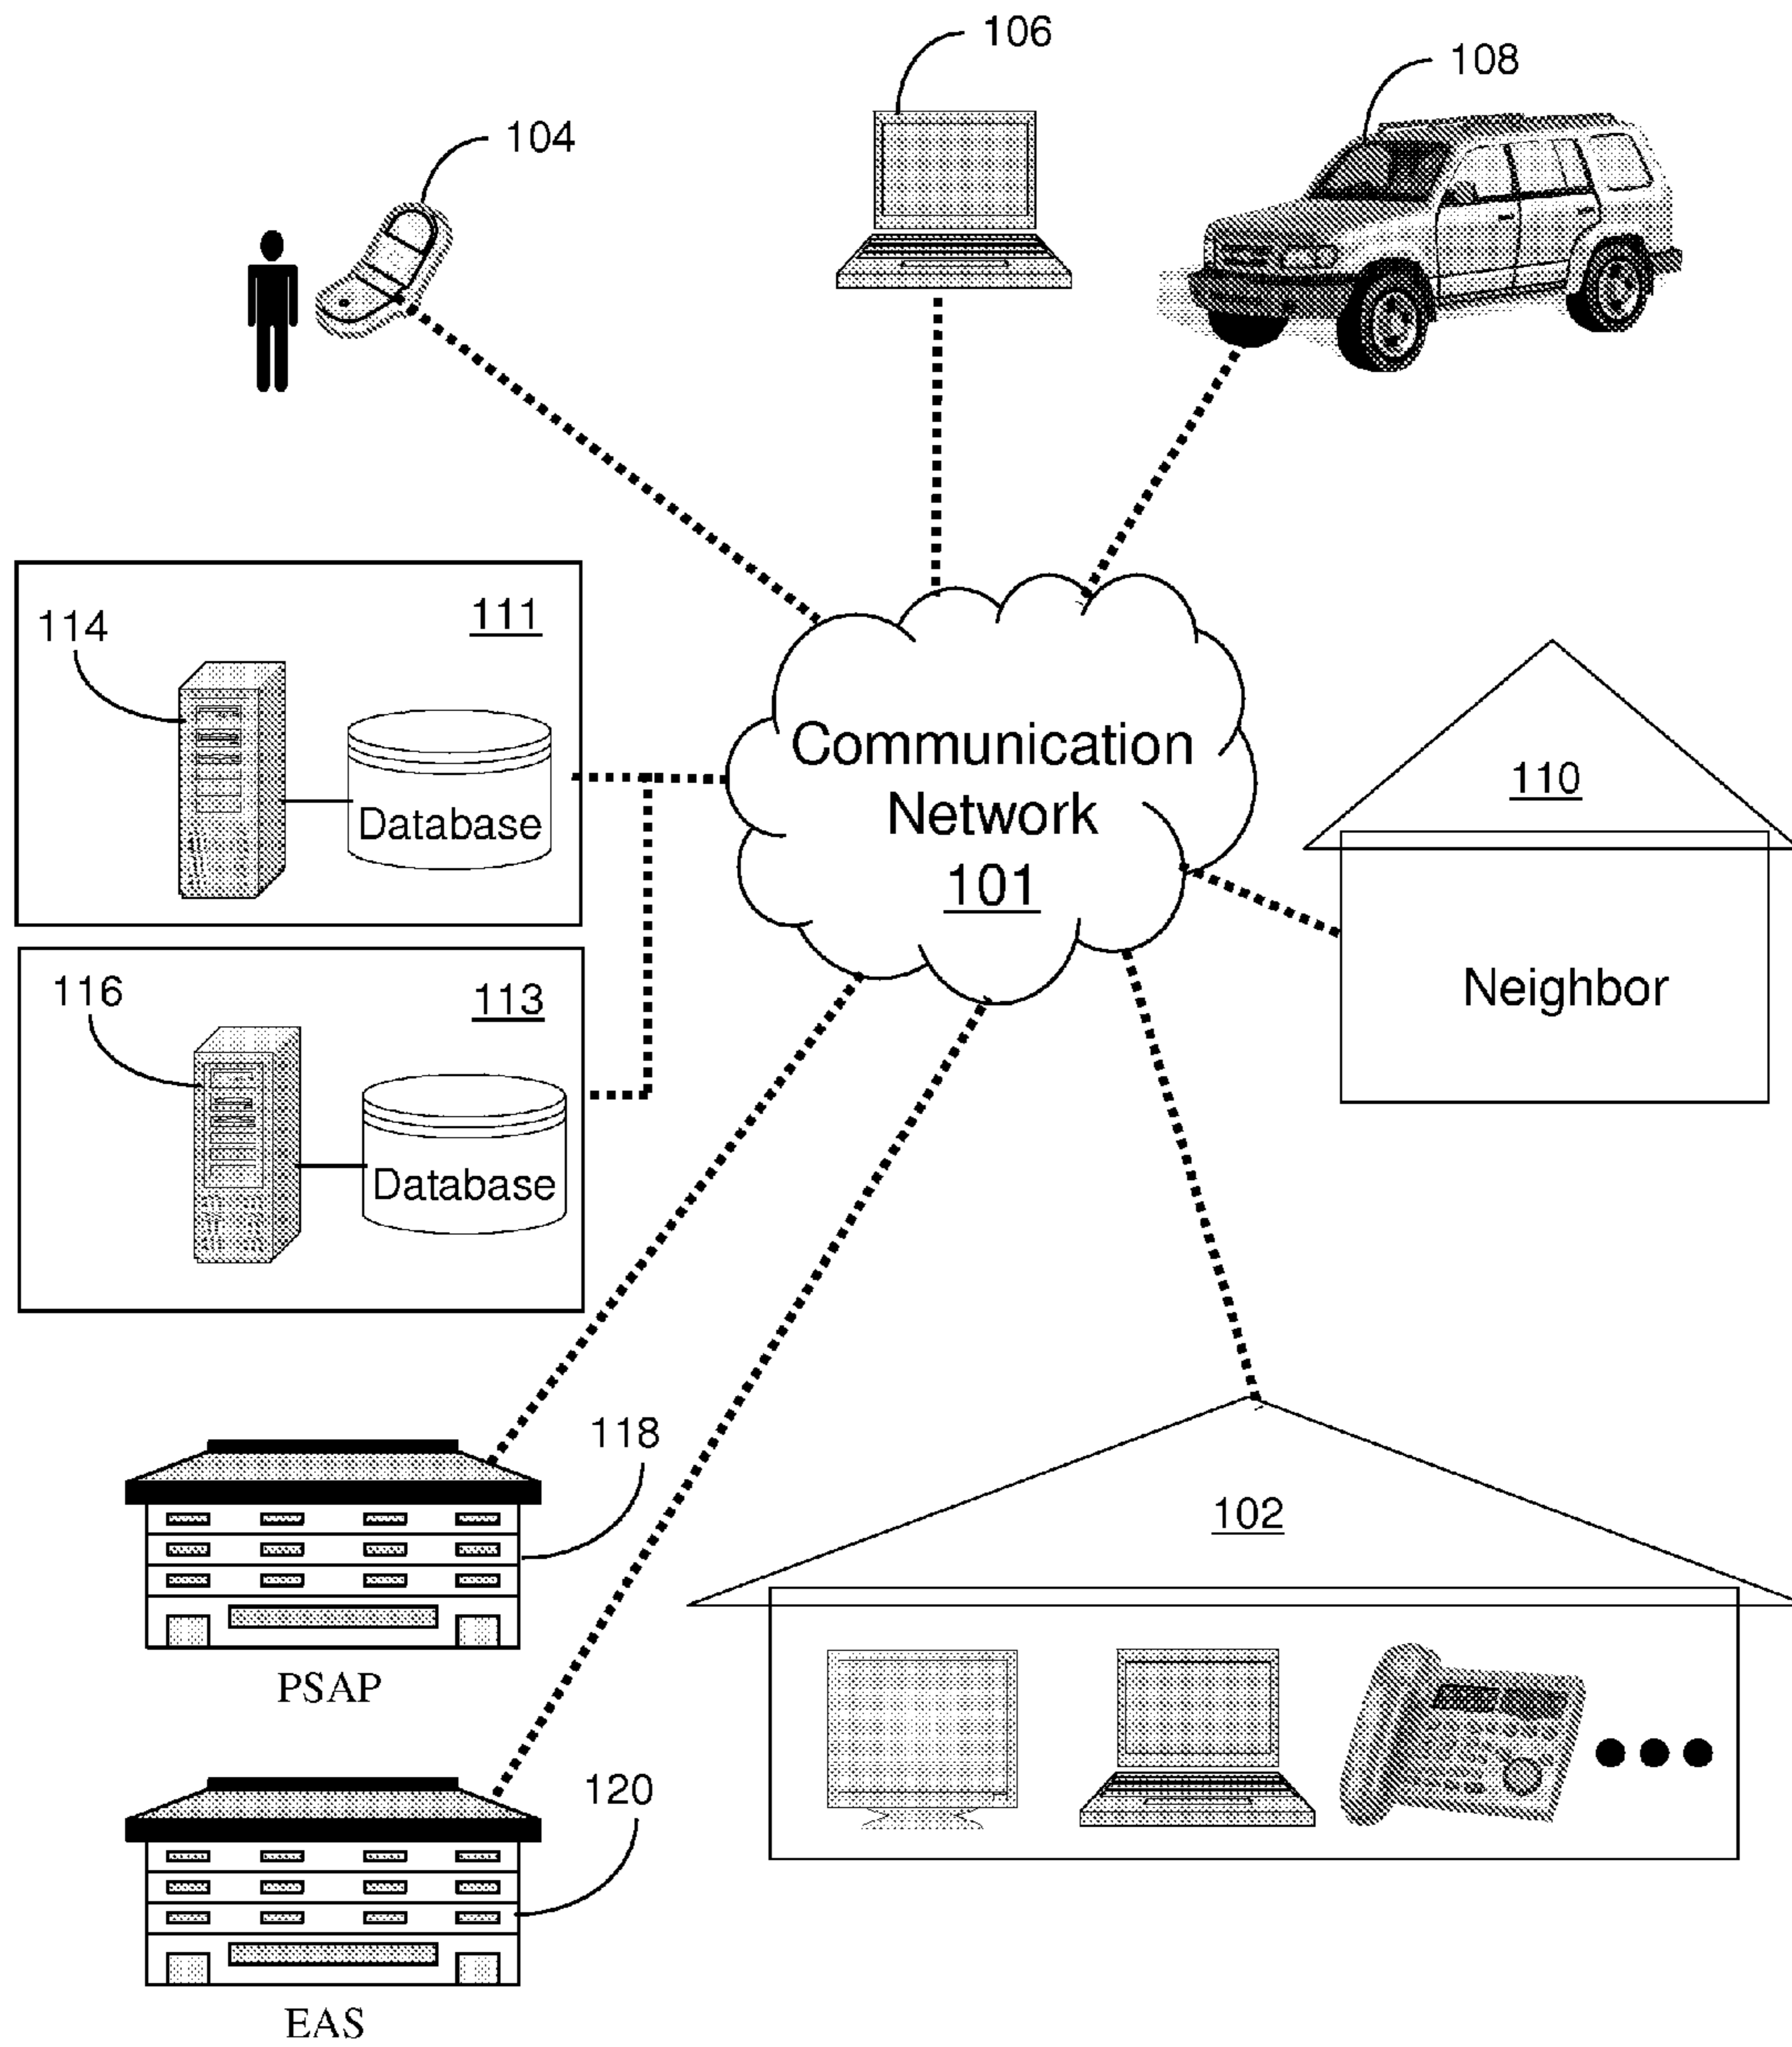 106
108
104
111
114
Communication
Network
101
Database
110
Neighbor
116
113
Database
118
102
PSAP
120
EAS